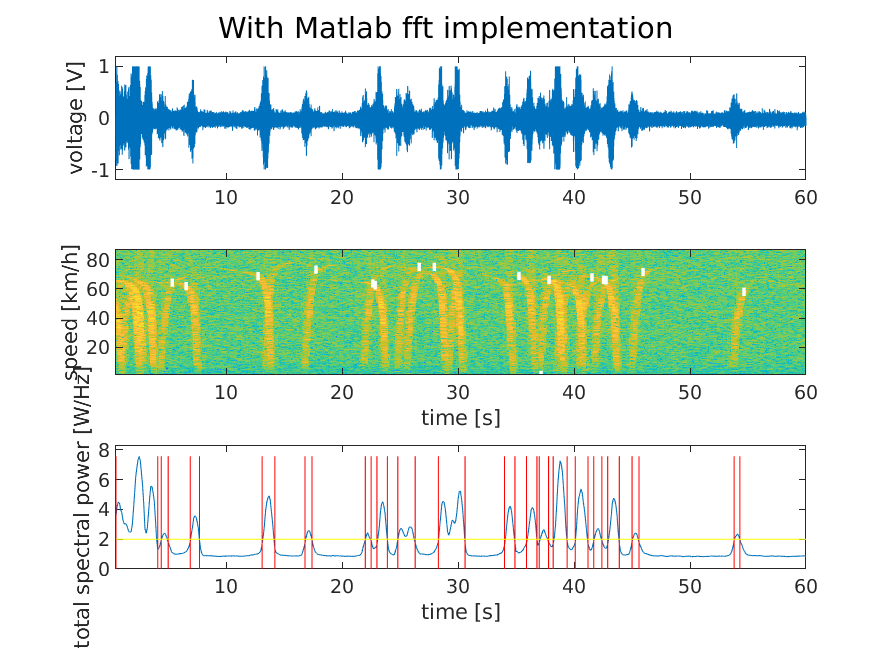 With Matlab fft implementation
voltage [V]
1
0
-1
10 20 30 40 50 60
speed [km/h]
80
60
40
20
10 20 30 40 50 60
time [s]
total spectral power [W/Hz]
8
6
4
2
0
10 20 30 40 50 60
time [s]